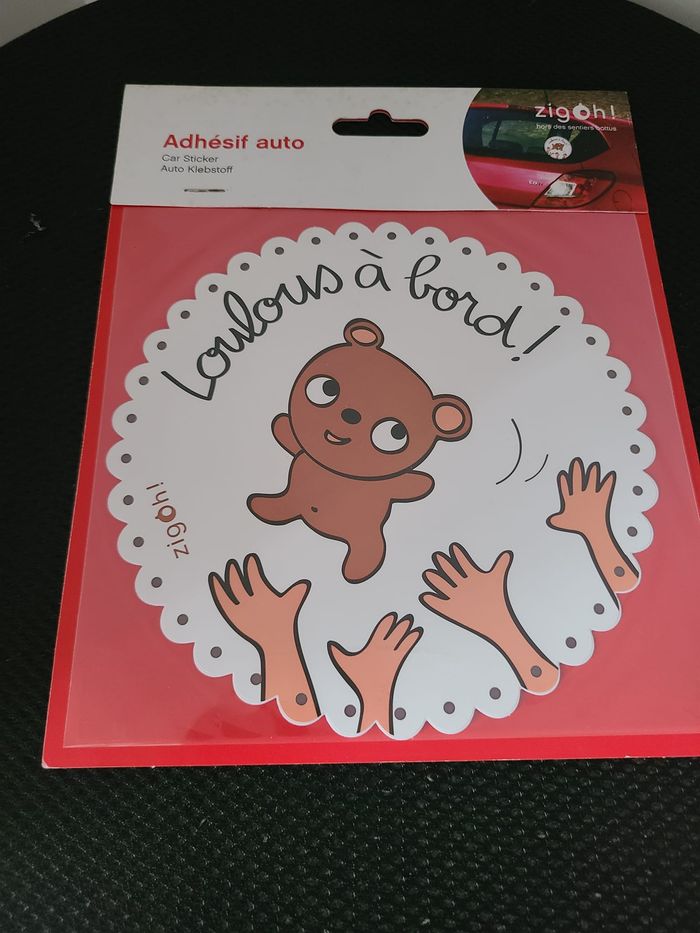 zigoh!
hors des sentiers battus
Adhésif auto
Car Sticker
Auto Klebstoff
Loulous à bord!
zigoh!